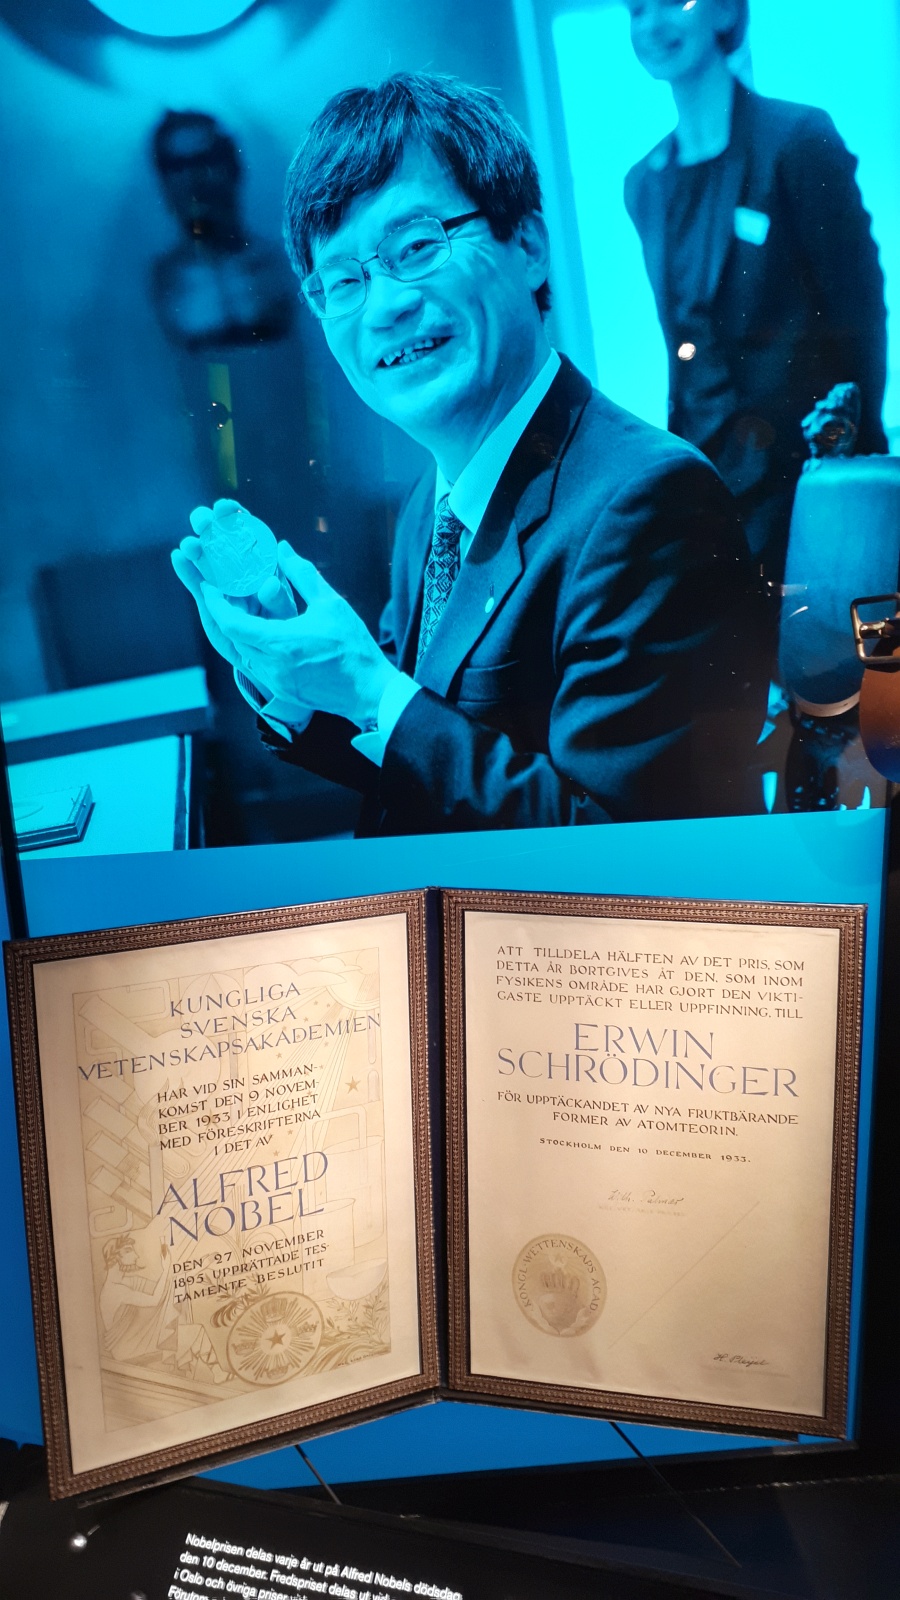 KUNGLIGA
SVENSKA
VETENSKAPSAKADEMIEN
HAR VID SIN SAMMAN-
KOMST DEN 9 NOVEM-
BER 1933 I ENLIGHET
MED FÖRESKRIFTERNA
I DET AV
ALFRED
NOBEL
DEN 27 NOVEMBER
1895 UPPRÄTTADE TES-
TAMENTE BESLUTIT
ATT TILLDELA HÄLFTEN AV DET PRIS, SOM
DETTA ÅR BORTGIVES ÅT DEN, SOM INOM
FYSIKENS OMRÅDE HAR GJORT DEN VIKTI-
GASTE UPPTÄCKT ELLER UPPFINNING, TILL
ERWIN
SCHRÖDINGER
FÖR UPPTÄCKANDET AV NYA FRUKTBÄRANDE
FORMER AV ATOMTEORIN.
STOCKHOLM DEN 10 DECEMBER 1933.
KONGL. WETTENSKAPS ACAD.
Nobelprisen delas varje år ut på Alfred Nobels dödsdag
den 10 december. Fredspriset delas ut
i Oslo och övriga priser